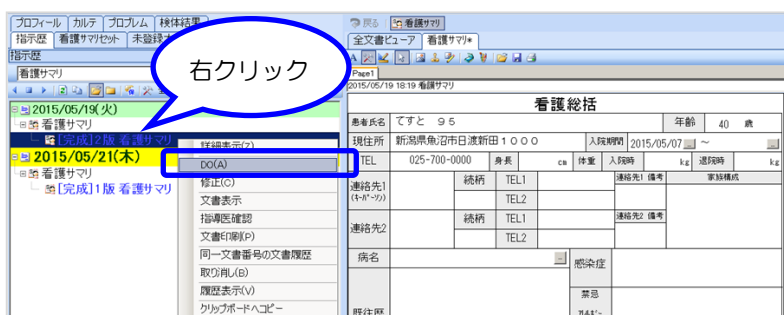 プロフィール カルテ プロブレム 検体結果
指示歴 看護サマリセット 未登録
指示歴
看護サマリ
2015/05/19(火)
看護サマリ
[完成]2版 看護サマリ
2015/05/21(木)
看護サマリ
[完成]1版 看護サマリ
右クリック
詳細表示(Z)
DO(A)
修正(C)
文書表示
指導医確認
文書印刷(P)
同一文書番号の文書履歴
取り消し(B)
履歴表示(V)
クリップボードへコピー
戻る 看護サマリ
全文書ビューア 看護サマリ*
Page1
2015/05/19 18:19 看護サマリ
看護総括
患者氏名 てすと 95 年齢 40 歳
現住所 新潟県魚沼市日渡新田1000 入院期間 2015/05/07 ~
TEL 025-700-0000 身長 cm 体重 入院時 kg 退院時 kg
連絡先1 (キーパーソン) 続柄 TEL1 連絡先1 備考 家族構成
TEL2
連絡先2 続柄 TEL1 連絡先2 備考
TEL2
病名 感染症
既往歴 禁忌